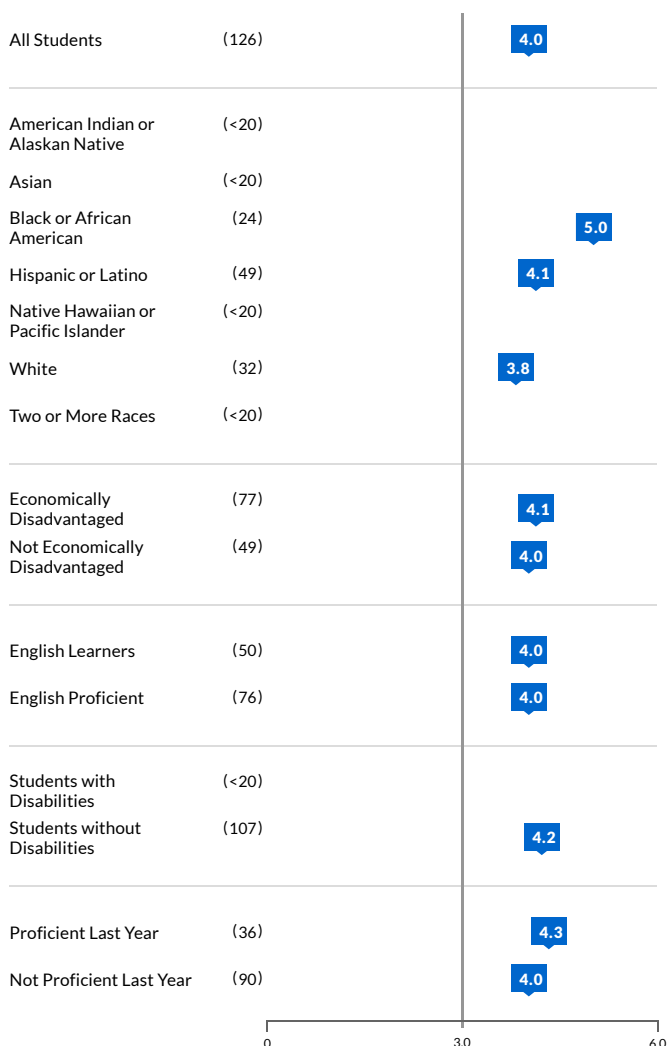 All Students (126) 4.0
American Indian or (<20)
Alaskan Native
Asian (<20)
Black or African (24) 5.0
American
Hispanic or Latino (49) 4.1
Native Hawaiian or (<20)
Pacific Islander
White (32) 3.8
Two or More Races (<20)
Economically (77) 4.1
Disadvantaged
Not Economically (49) 4.0
Disadvantaged
English Learners (50) 4.0
English Proficient (76) 4.0
Students with (<20)
Disabilities
Students without (107) 4.2
Disabilities
Proficient Last Year (36) 4.3
Not Proficient Last Year (90) 4.0
0 3.0 6.0